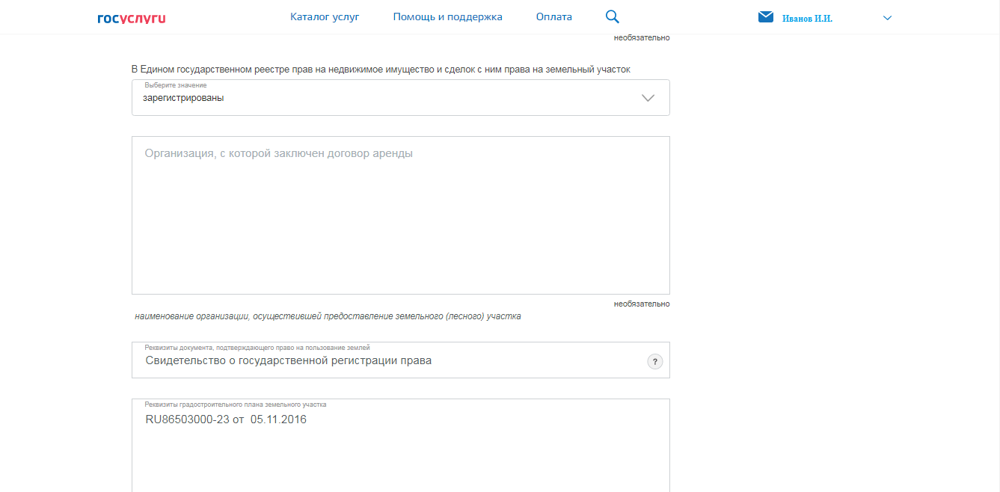 госуслуги Каталог услуг Помощь и поддержка Оплата Иванов И.И.
необязательно
В Едином государственном реестре прав на недвижимое имущество и сделок с ним права на земельный участок
Выберите значение
зарегистрированы
Организация, с которой заключен договор аренды
необязательно
наименование организации, осуществившей предоставление земельного (лесного) участка
Реквизиты документа, подтверждающего право на пользование землей
Свидетельство о государственной регистрации права
?
Реквизиты градостроительного плана земельного участка
RU86503000-23 от 05.11.2016